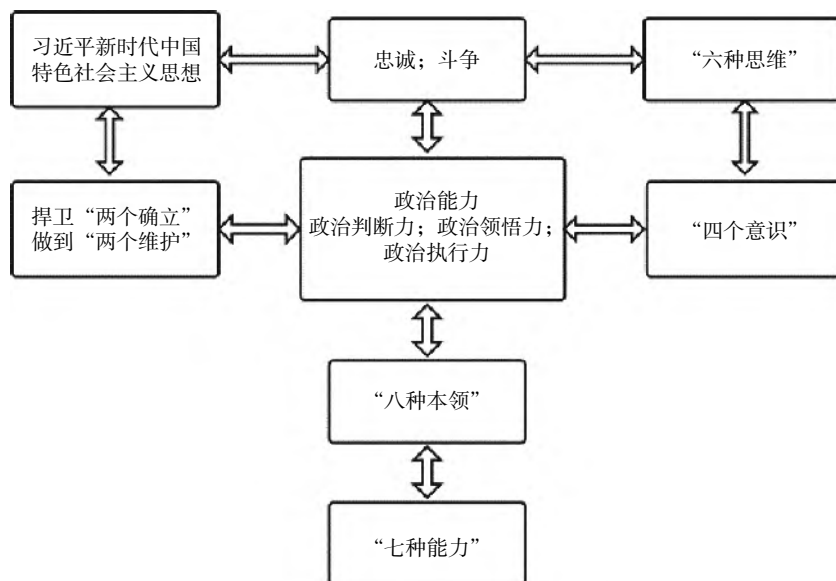 习近平新时代中国
特色社会主义思想
忠诚；斗争
“六种思维”
捍卫“两个确立”
做到“两个维护”
政治能力
政治判断力；政治领悟力；
政治执行力
“四个意识”
“八种本领”
“七种能力”